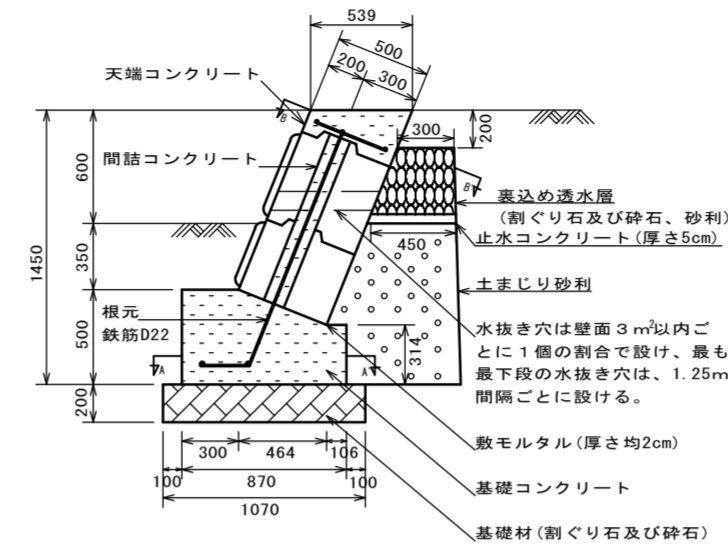 539
500
200
300
天端コンクリート
B
300
200
600
間詰コンクリート
B
裏込め透水層
(割ぐり石及び砕石、砂利)
止水コンクリート(厚さ5cm)
450
1450
350
土まじり砂利
根元
鉄筋D22
500
314
水抜き穴は壁面3㎡以内ご
とに1個の割合で設け、最も
最下段の水抜き穴は、1.25m
間隔ごとに設ける。
A
A
200
敷モルタル(厚さ均2cm)
300
464
106
100
870
100
基礎コンクリート
1070
基礎材(割ぐり石及び砕石)